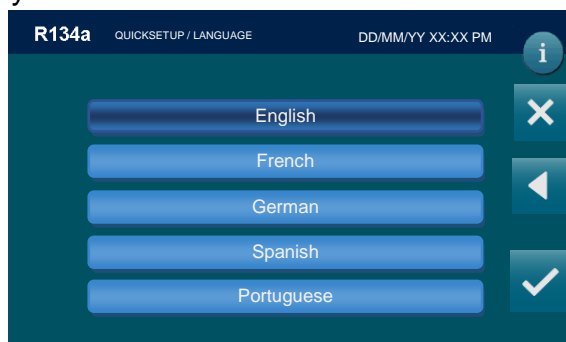 R134a QUICKSETUP / LANGUAGE DD/MM/YY XX:XX PM
i
English
French
German
Spanish
Portuguese